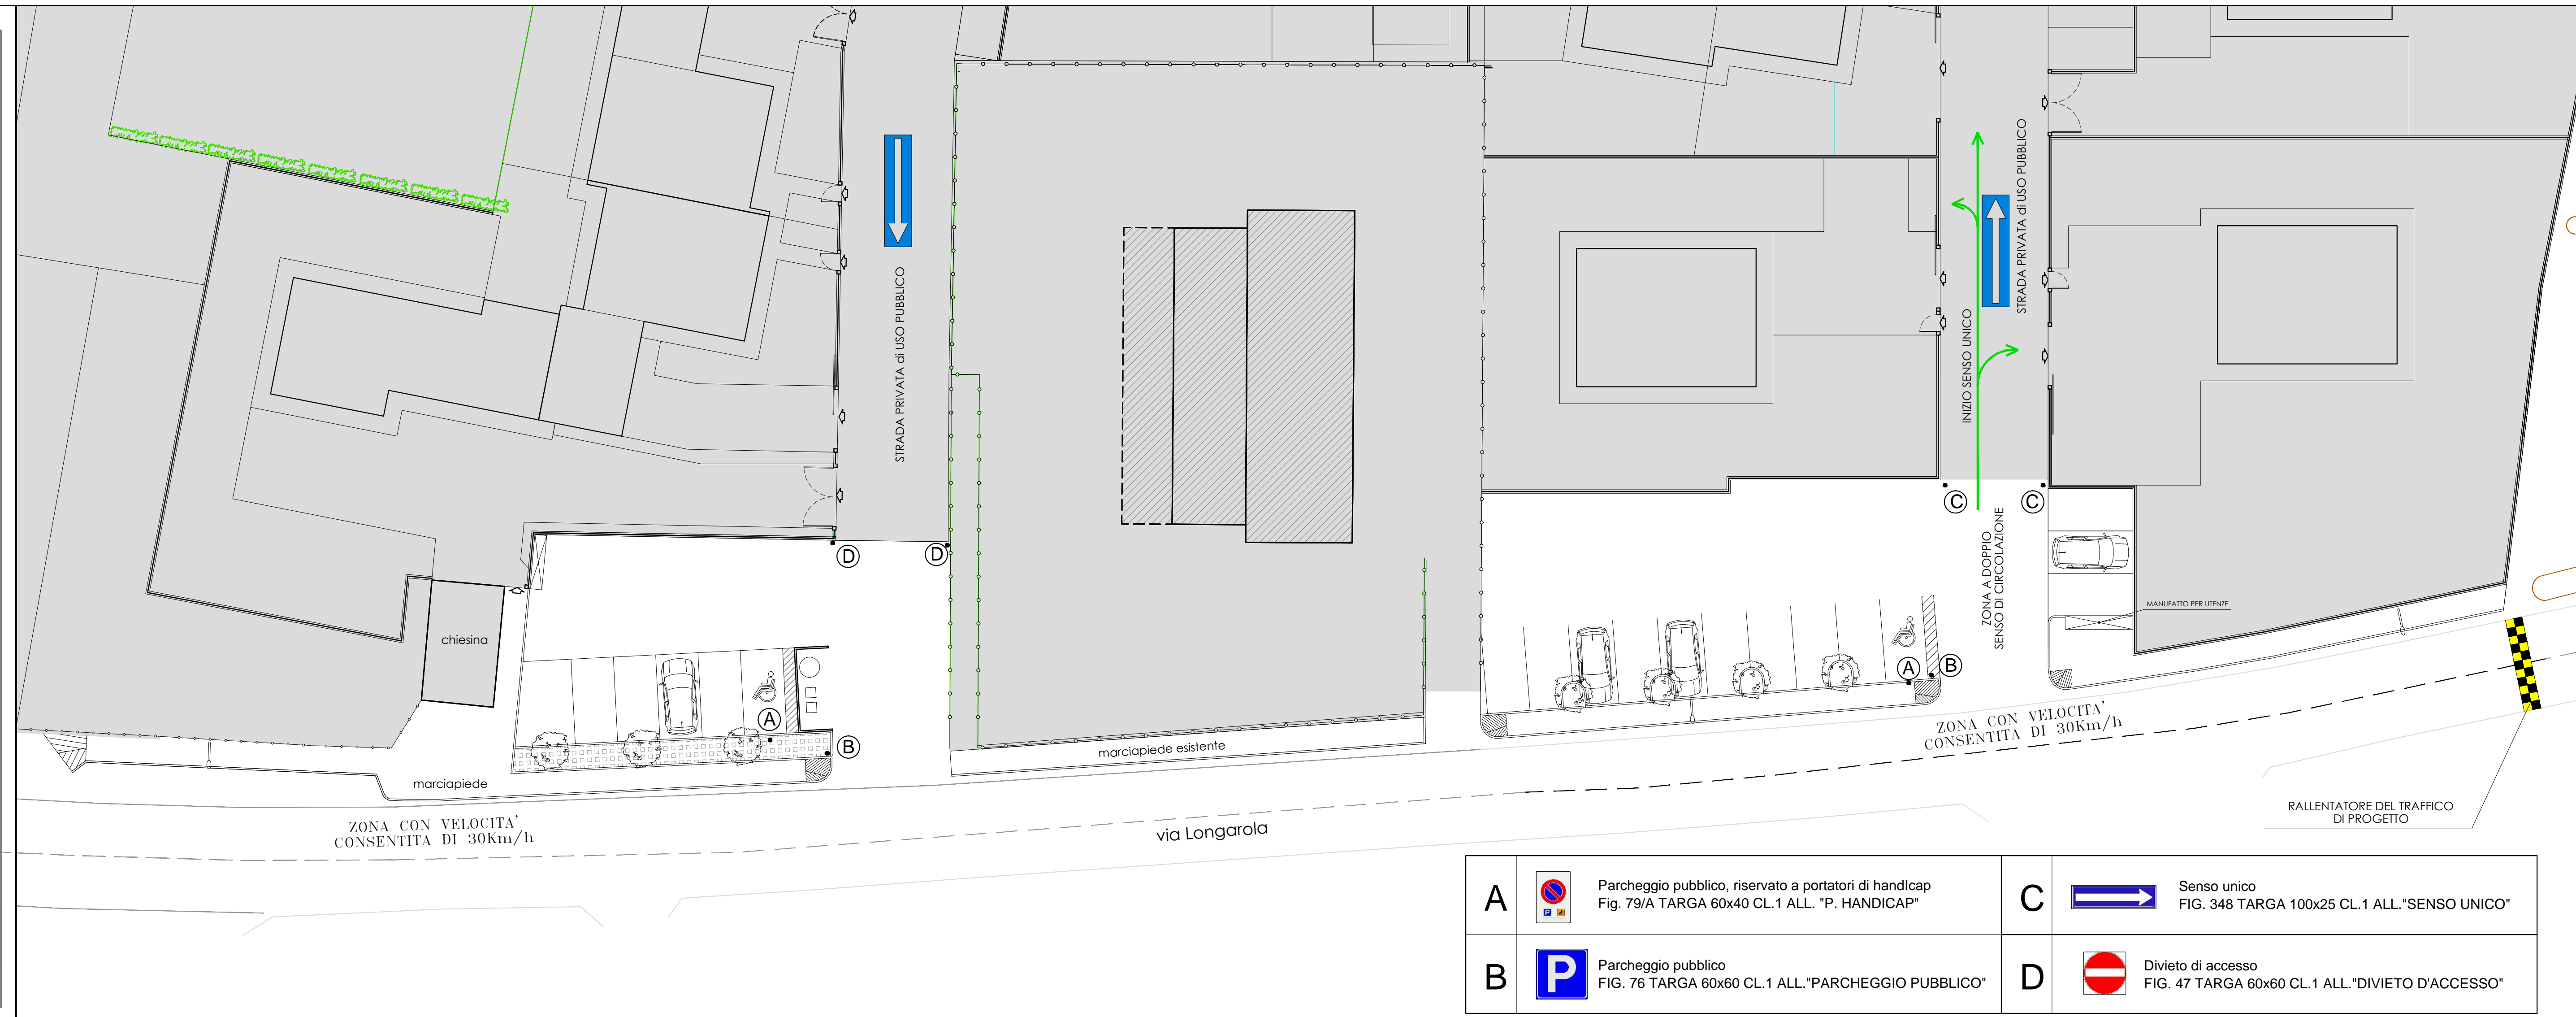 STRADA PRIVATA di USO PUBBLICO
STRADA PRIVATA di USO PUBBLICO
INIZIO SENSO UNICO
C
C
ZONA A DOPPIO
SENSO DI CIRCOLAZIONE
D
D
MANUFATTO PER UTENZE
chiesina
A
B
A
B
marciapiede esistente
marciapiede
ZONA CON VELOCITA'
CONSENTITA DI 30Km/h
ZONA CON VELOCITA'
CONSENTITA DI 30Km/h
via Longarola
RALLENTATORE DEL TRAFFICO
DI PROGETTO
A
P
Parcheggio pubblico, riservato a portatori di handIcap
Fig. 79/A TARGA 60x40 CL.1 ALL. "P. HANDICAP"
B
P
Parcheggio pubblico
FIG. 76 TARGA 60x60 CL.1 ALL."PARCHEGGIO PUBBLICO"
C
Senso unico
FIG. 348 TARGA 100x25 CL.1 ALL."SENSO UNICO"
D
Divieto di accesso
FIG. 47 TARGA 60x60 CL.1 ALL."DIVIETO D'ACCESSO"